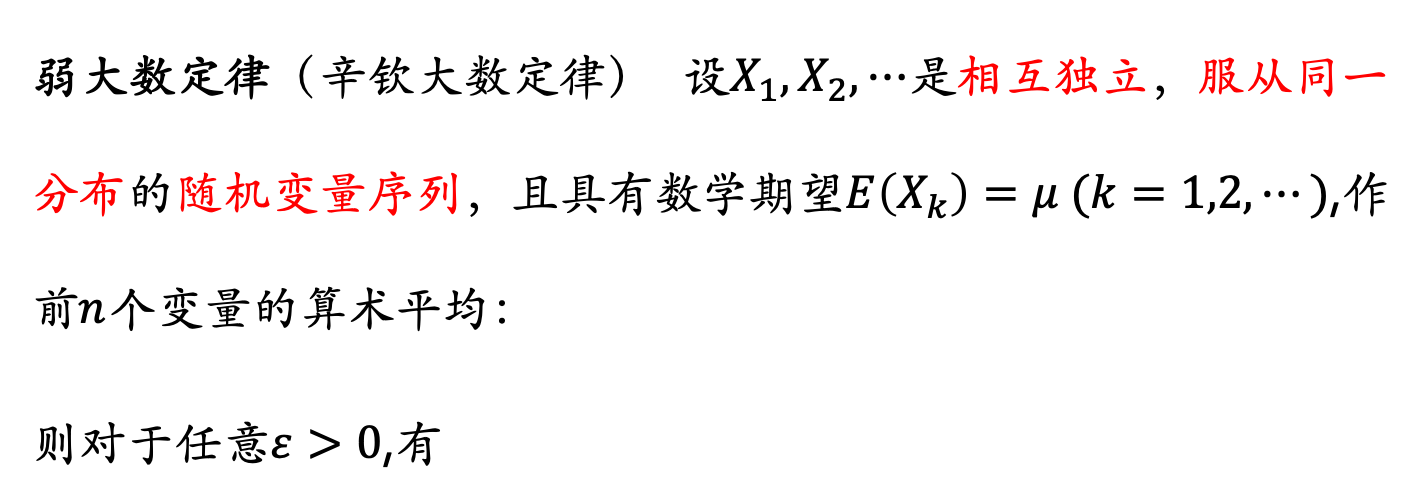 弱大数定律（辛钦大数定律） 设X₁,X₂,⋯是相互独立，服从同一
分布的随机变量序列，且具有数学期望E(Xₖ) = μ (k = 1,2,⋯),作
前n个变量的算术平均：
则对于任意ε > 0,有